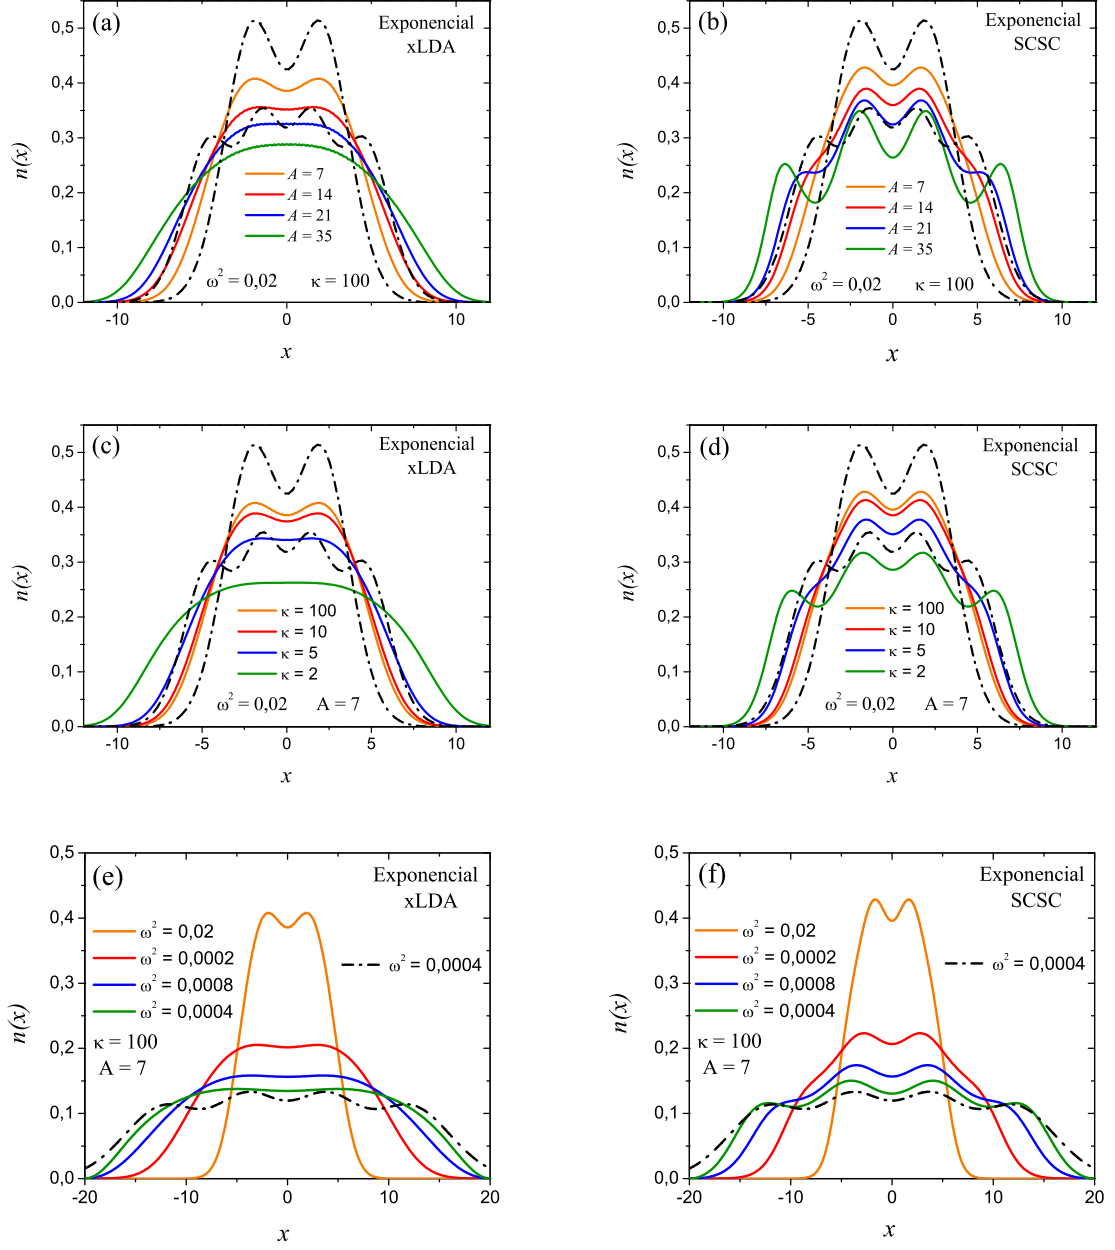 (a)
Exponencial
xLDA
0,5
0,4
0,3
0,2
0,1
0,0
n(x)
A = 7
A = 14
A = 21
A = 35
ω² = 0,02 κ = 100
-10 -5 0 5 10
x
(b)
Exponencial
SCSC
0,5
0,4
0,3
0,2
0,1
0,0
n(x)
A = 7
A = 14
A = 21
A = 35
ω² = 0,02 κ = 100
-10 -5 0 5 10
x
(c)
Exponencial
xLDA
0,5
0,4
0,3
0,2
0,1
0,0
n(x)
κ = 100
κ = 10
κ = 5
κ = 2
ω² = 0,02 A = 7
-10 -5 0 5 10
x
(d)
Exponencial
SCSC
0,5
0,4
0,3
0,2
0,1
0,0
n(x)
κ = 100
κ = 10
κ = 5
κ = 2
ω² = 0,02 A = 7
-10 -5 0 5 10
x
(e)
Exponencial
xLDA
0,5
0,4
0,3
0,2
0,1
0,0
n(x)
ω² = 0,02
ω² = 0,0002
ω² = 0,0008
ω² = 0,0004
ω² = 0,0004
κ = 100
A = 7
-20 -10 0 10 20
x
(f)
Exponencial
SCSC
0,5
0,4
0,3
0,2
0,1
0,0
n(x)
ω² = 0,02
ω² = 0,0002
ω² = 0,0008
ω² = 0,0004
ω² = 0,0004
κ = 100
A = 7
-20 -10 0 10 20
x